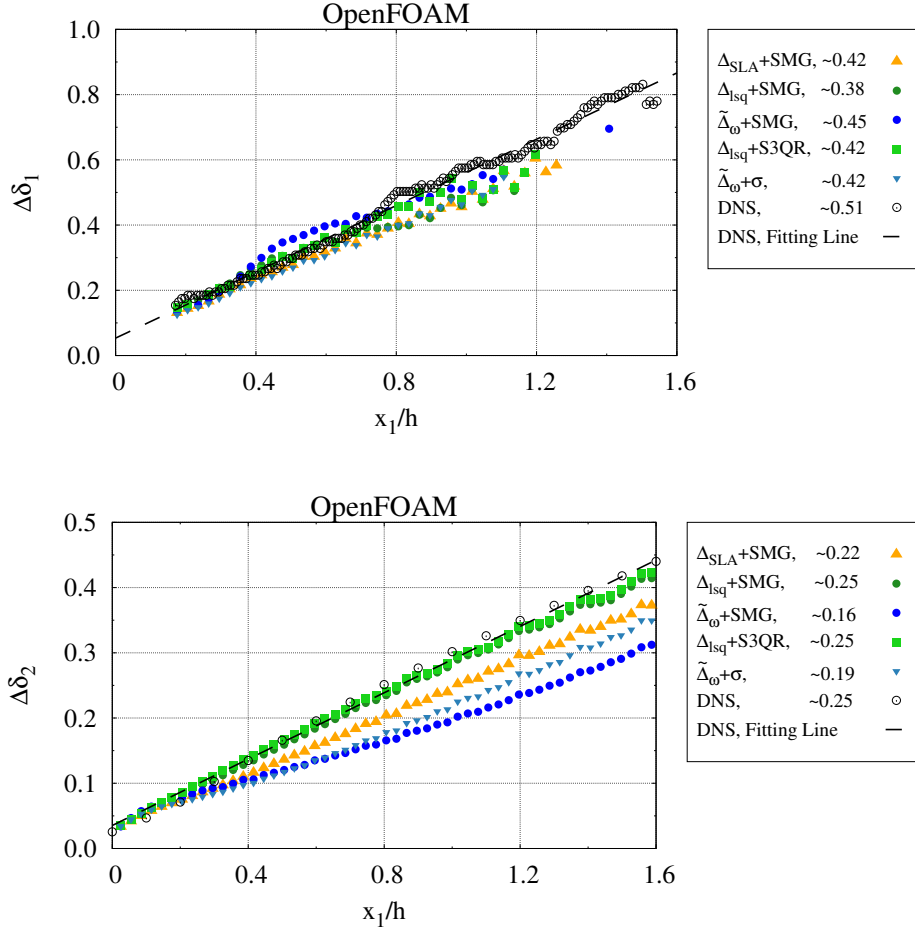 OpenFOAM
1.0
0.8
0.6
0.4
0.2
0.0
Δδ1
0 0.4 0.8 1.2 1.6
x1/h
ΔSLA+SMG, ~0.42
Δlsq+SMG, ~0.38
Δ̃ω+SMG, ~0.45
Δlsq+S3QR, ~0.42
Δ̃ω+σ, ~0.42
DNS, ~0.51
DNS, Fitting Line
OpenFOAM
0.5
0.4
0.3
0.2
0.1
0.0
Δδ2
0 0.4 0.8 1.2 1.6
x1/h
ΔSLA+SMG, ~0.22
Δlsq+SMG, ~0.25
Δ̃ω+SMG, ~0.16
Δlsq+S3QR, ~0.25
Δ̃ω+σ, ~0.19
DNS, ~0.25
DNS, Fitting Line